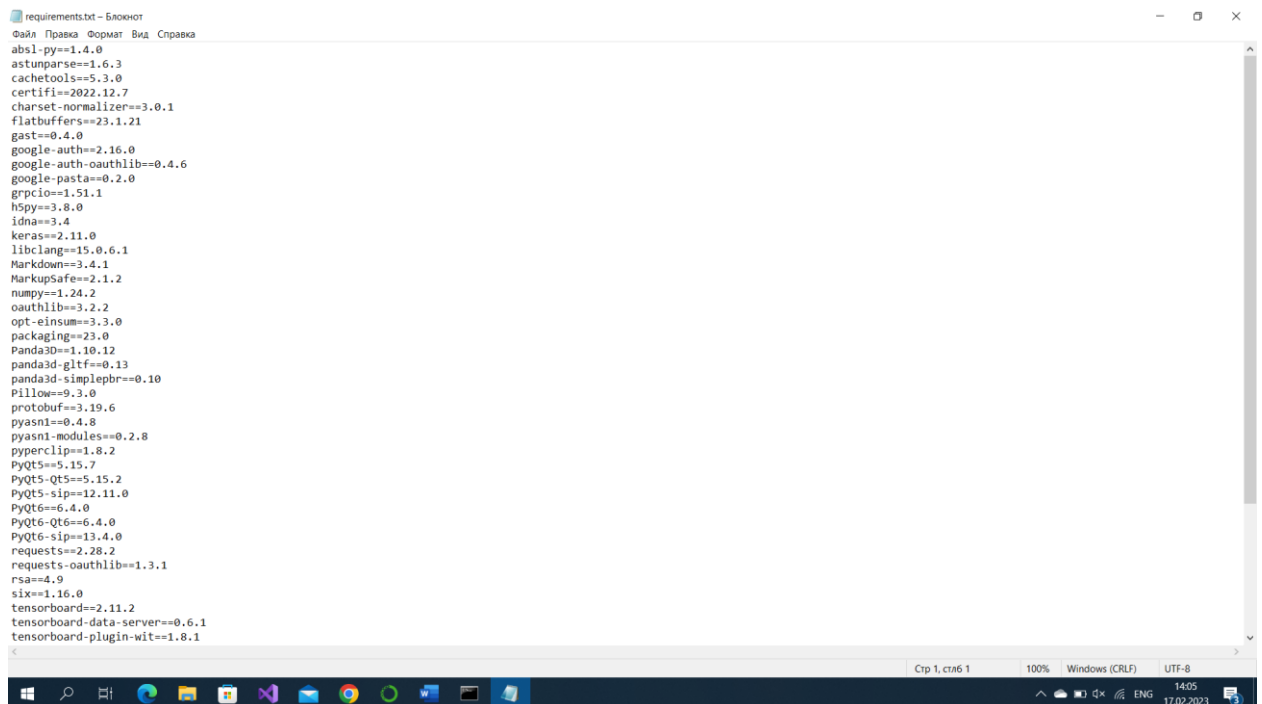 requirements.txt – Блокнот
Файл Правка Формат Вид Справка
absl-py==1.4.0
astunparse==1.6.3
cachetools==5.3.0
certifi==2022.12.7
charset-normalizer==3.0.1
flatbuffers==23.1.21
gast==0.4.0
google-auth==2.16.0
google-auth-oauthlib==0.4.6
google-pasta==0.2.0
grpcio==1.51.1
h5py==3.8.0
idna==3.4
keras==2.11.0
libclang==15.0.6.1
Markdown==3.4.1
MarkupSafe==2.1.2
numpy==1.24.2
oauthlib==3.2.2
opt-einsum==3.3.0
packaging==23.0
Panda3D==1.10.12
panda3d-gltf==0.13
panda3d-simplepbr==0.10
Pillow==9.3.0
protobuf==3.19.6
pyasn1==0.4.8
pyasn1-modules==0.2.8
pyperclip==1.8.2
PyQt5==5.15.7
PyQt5-Qt5==5.15.2
PyQt5-sip==12.11.0
PyQt6==6.4.0
PyQt6-Qt6==6.4.0
PyQt6-sip==13.4.0
requests==2.28.2
requests-oauthlib==1.3.1
rsa==4.9
six==1.16.0
tensorboard==2.11.2
tensorboard-data-server==0.6.1
tensorboard-plugin-wit==1.8.1
Стр 1, стлб 1 100% Windows (CRLF) UTF-8
ENG 14:05
17.02.2023 3